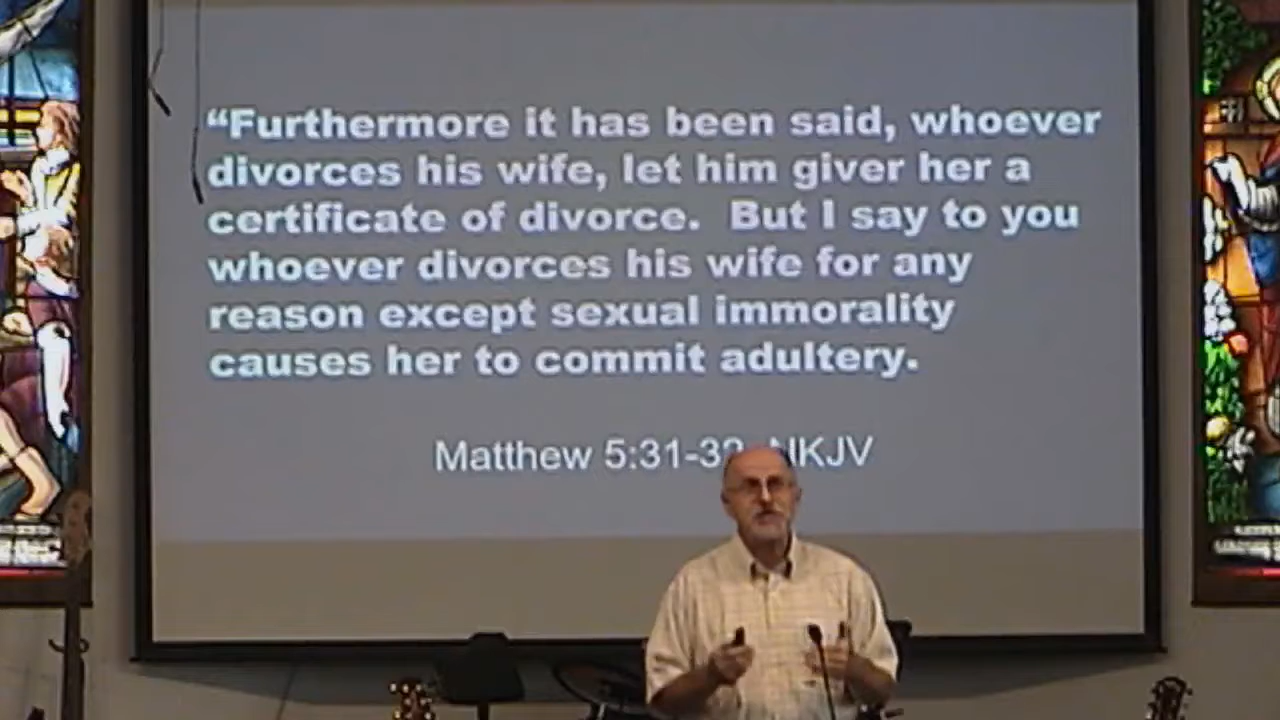 “Furthermore it has been said, whoever
divorces his wife, let him giver her a
certificate of divorce.  But I say to you
whoever divorces his wife for any
reason except sexual immorality
causes her to commit adultery.
Matthew 5:31-32 NKJV